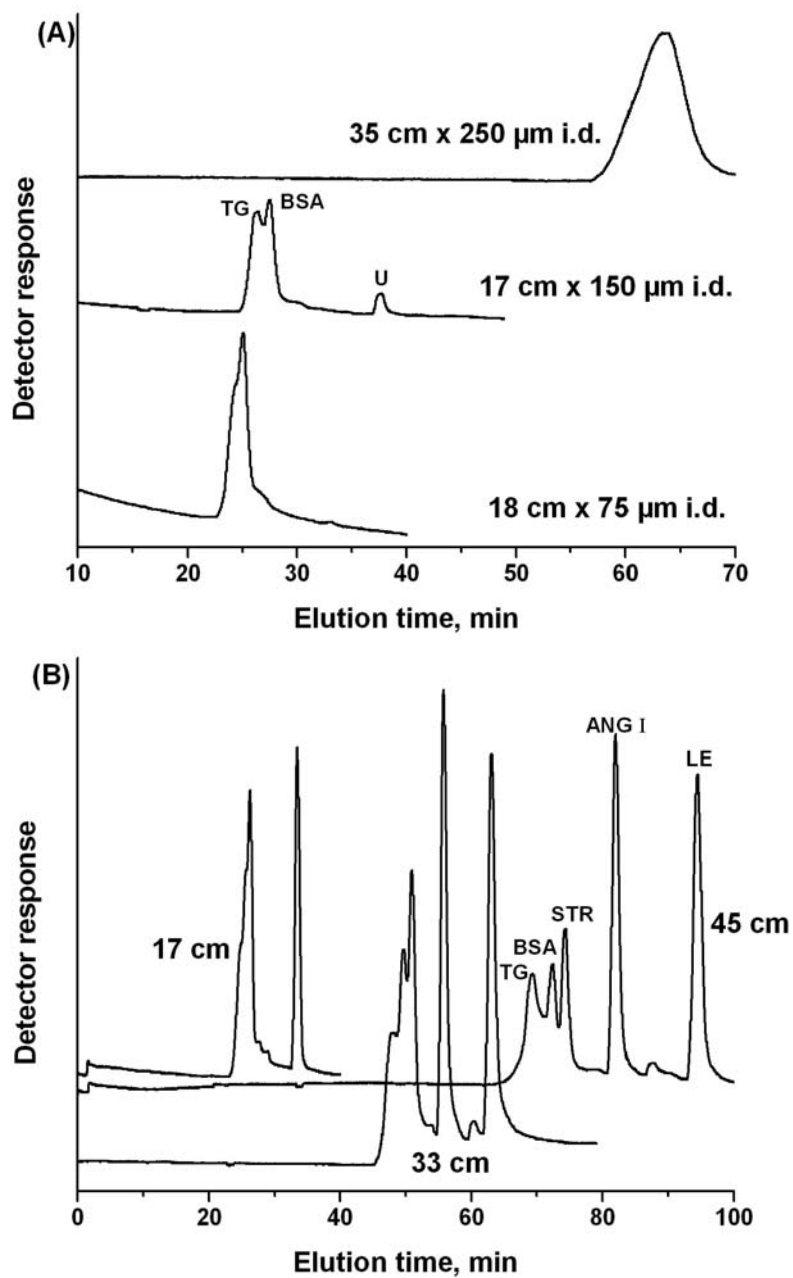 (A)
35 cm x 250 µm i.d.
TG
BSA
U
17 cm x 150 µm i.d.
18 cm x 75 µm i.d.
Detector response
10 20 30 40 50 60 70
Elution time, min
(B)
ANG I
LE
STR
45 cm
17 cm
BSA
TG
33 cm
Detector response
0 20 40 60 80 100
Elution time, min